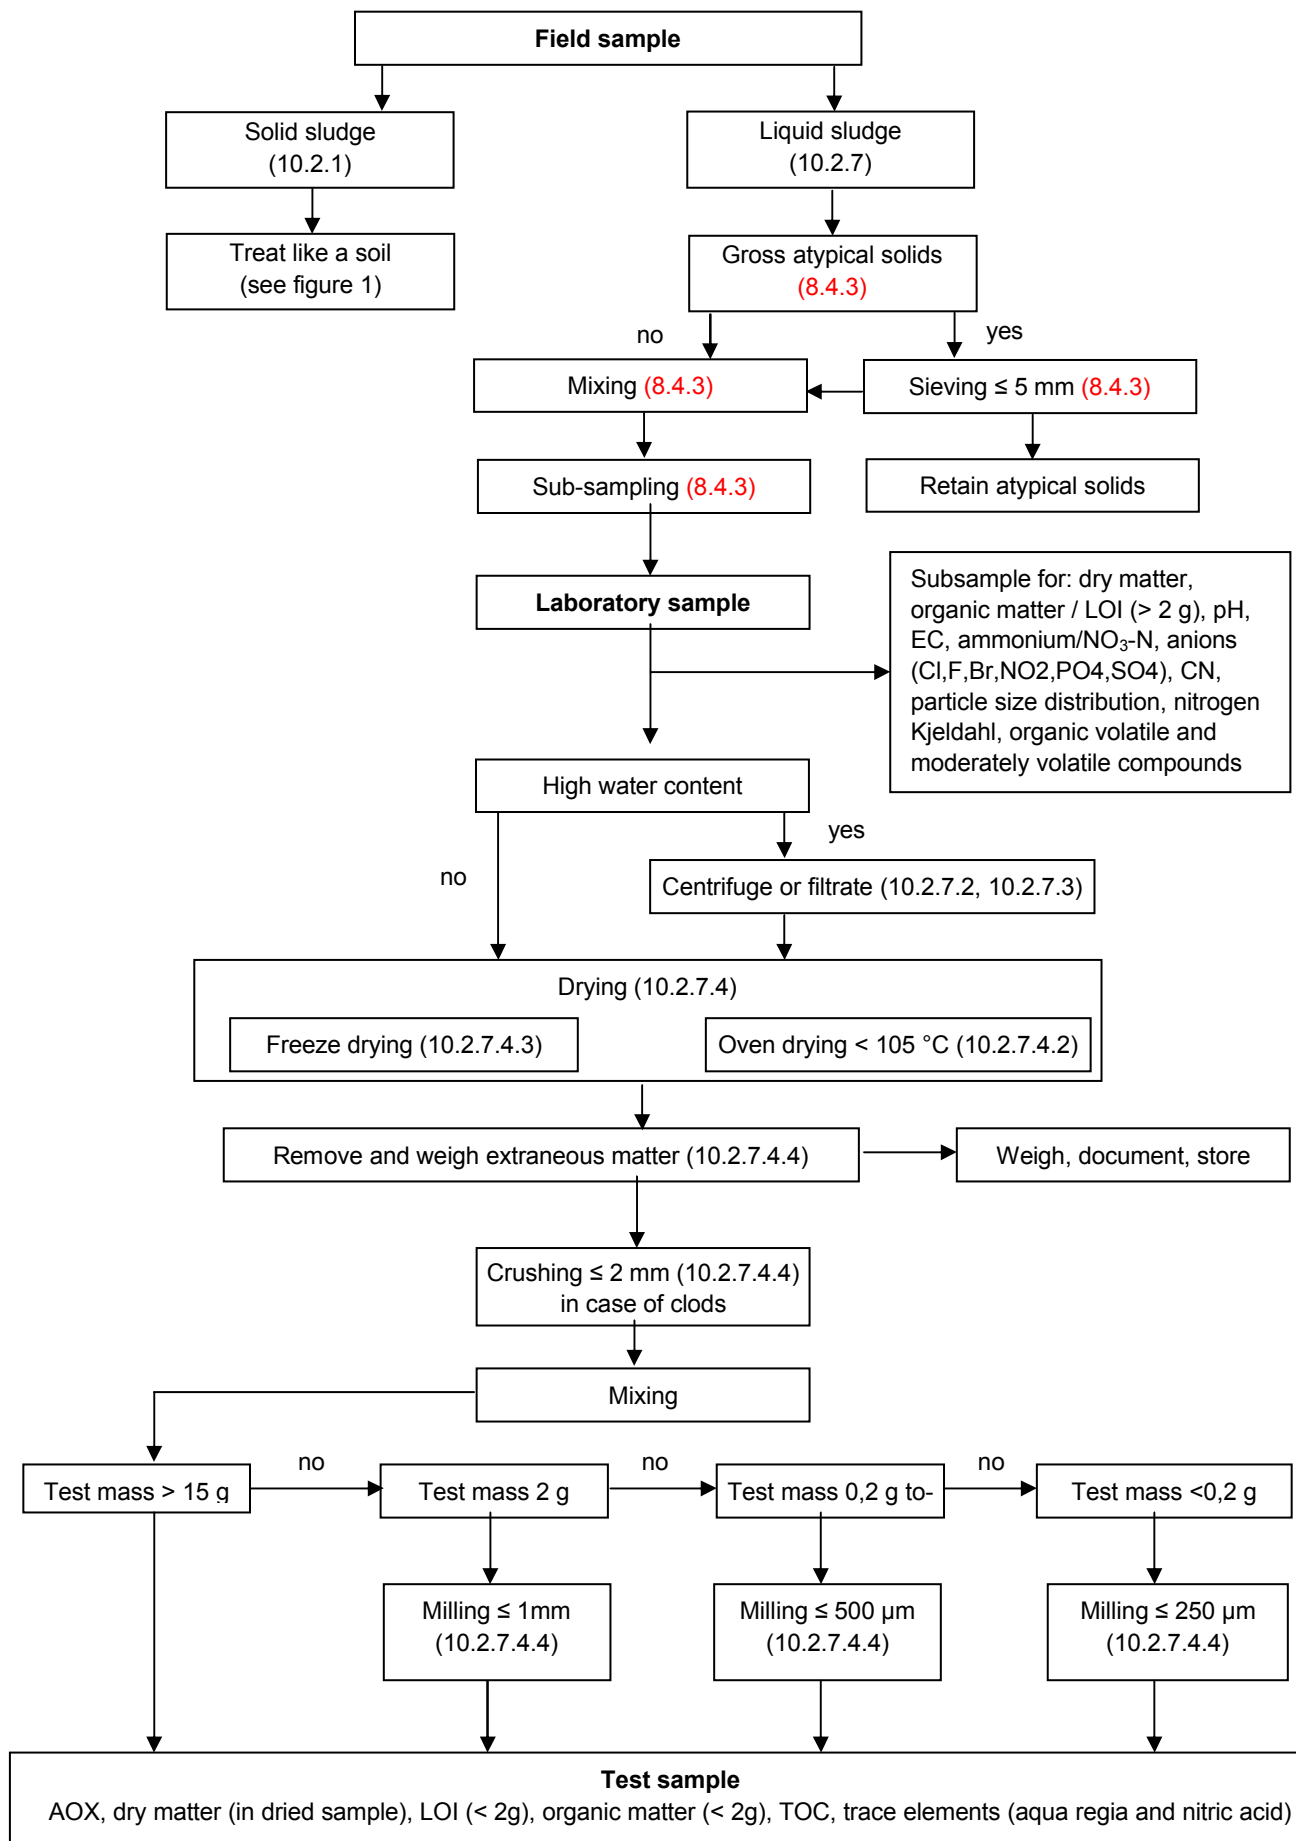 Field sample
Solid sludge
(10.2.1)
Liquid sludge
(10.2.7)
Treat like a soil
(see figure 1)
Gross atypical solids
(8.4.3)
no
yes
Mixing (8.4.3)
Sieving ≤ 5 mm (8.4.3)
Sub-sampling (8.4.3)
Retain atypical solids
Laboratory sample
Subsample for: dry matter,
organic matter / LOI (> 2 g), pH,
EC, ammonium/NO₃-N, anions
(Cl,F,Br,NO2,PO4,SO4), CN,
particle size distribution, nitrogen
Kjeldahl, organic volatile and
moderately volatile compounds
High water content
yes
no
Centrifuge or filtrate (10.2.7.2, 10.2.7.3)
Drying (10.2.7.4)
Freeze drying (10.2.7.4.3)
Oven drying < 105 °C (10.2.7.4.2)
Remove and weigh extraneous matter (10.2.7.4.4)
Weigh, document, store
Crushing ≤ 2 mm (10.2.7.4.4)
in case of clods
Mixing
Test mass > 15 g
no
Test mass 2 g
no
Test mass 0,2 g to-
no
Test mass <0,2 g
Milling ≤ 1mm
(10.2.7.4.4)
Milling ≤ 500 µm
(10.2.7.4.4)
Milling ≤ 250 µm
(10.2.7.4.4)
Test sample
AOX, dry matter (in dried sample), LOI (< 2g), organic matter (< 2g), TOC, trace elements (aqua regia and nitric acid)